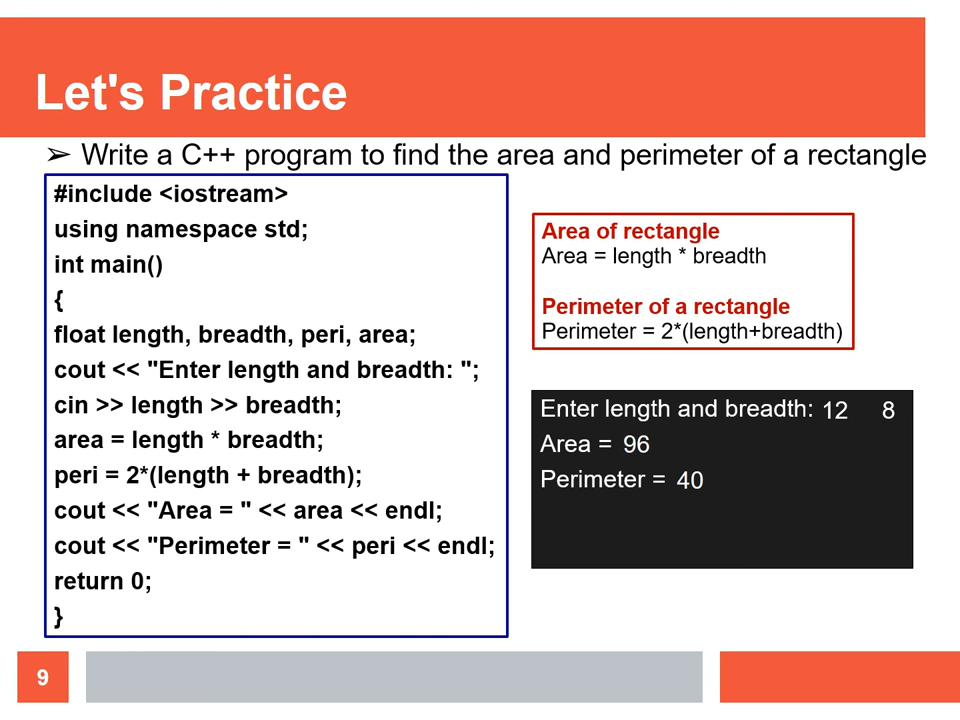 Let's Practice
➢ Write a C++ program to find the area and perimeter of a rectangle
#include <iostream>
using namespace std;
int main()
{
float length, breadth, peri, area;
cout << "Enter length and breadth: ";
cin >> length >> breadth;
area = length * breadth;
peri = 2*(length + breadth);
cout << "Area = " << area << endl;
cout << "Perimeter = " << peri << endl;
return 0;
}
Area of rectangle
Area = length * breadth
Perimeter of a rectangle
Perimeter = 2*(length+breadth)
Enter length and breadth: 12 8
Area = 96
Perimeter = 40
9